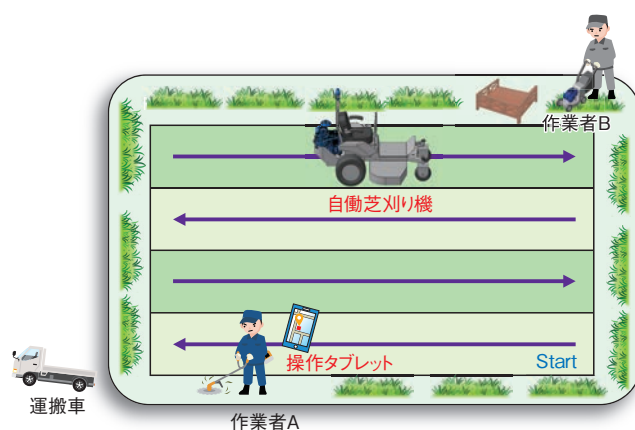 作業者B
自働芝刈り機
操作タブレット
Start
運搬車
作業者A